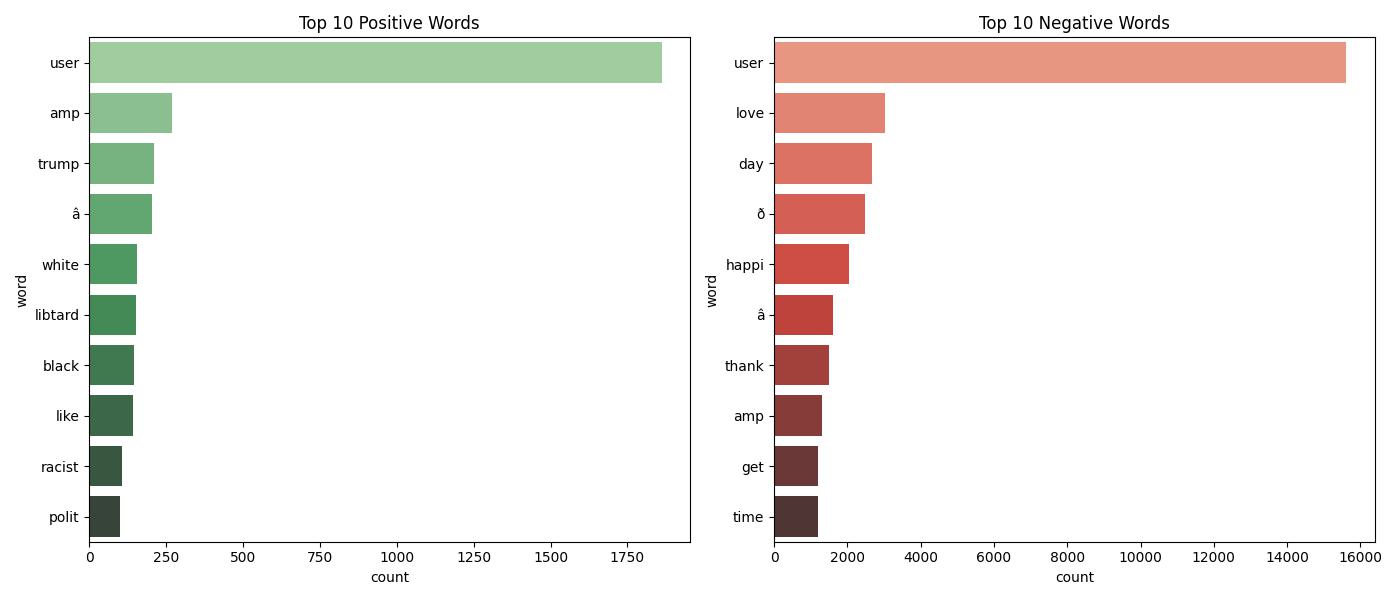 Top 10 Positive Words
word
user
amp
trump
â
white
libtard
black
like
racist
polit
0 250 500 750 1000 1250 1500 1750
count
Top 10 Negative Words
word
user
love
day
ð
happi
â
thank
amp
get
time
0 2000 4000 6000 8000 10000 12000 14000 16000
count